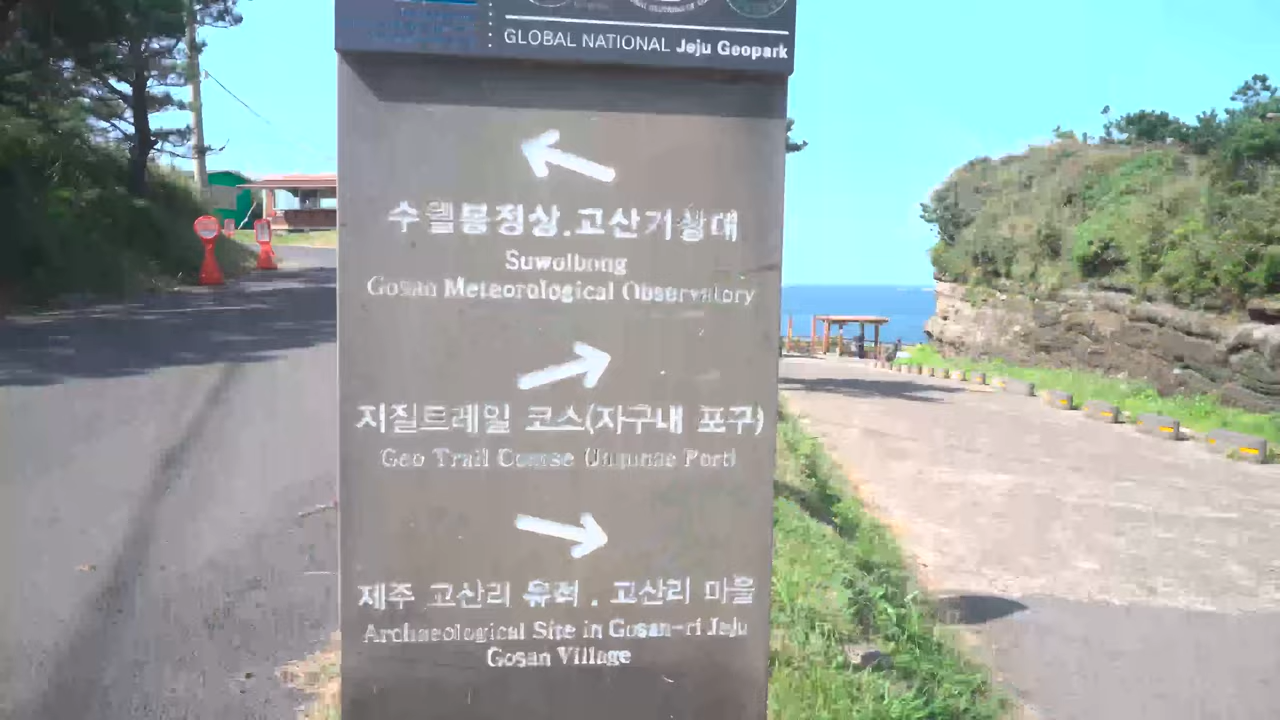 GLOBAL NATIONAL Jeju Geopark
수월봉정상.고산기상대
Suwolbong
Gosan Meteorological Observatory
지질트레일 코스(자구내 포구)
Geo Trail Course Port)
제주 고산리 유적 . 고산리 마을
Archaeological Site in Gosan-ri Jeju
Gosan Village